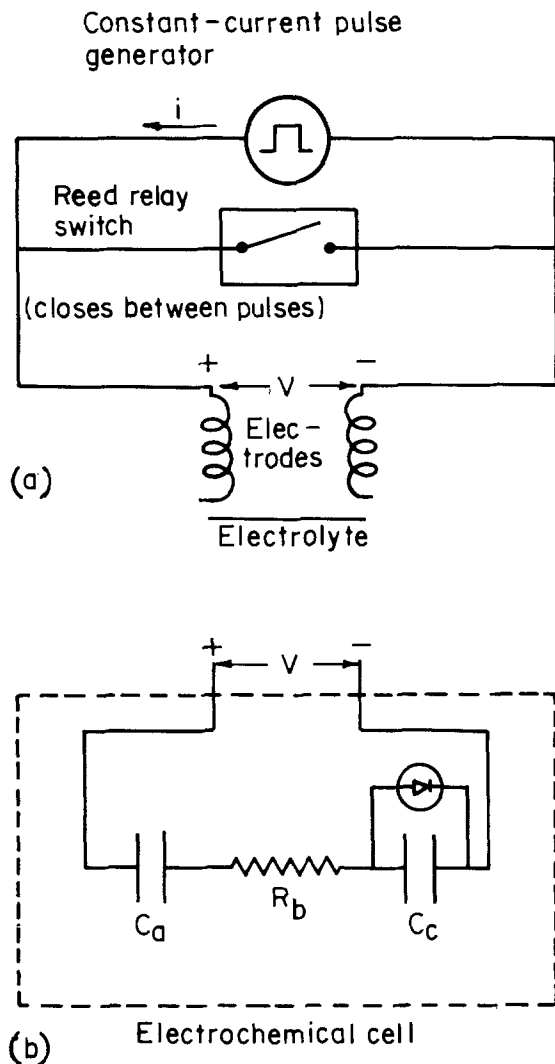 Constant-current pulse
generator
i
Reed relay
switch
(closes between pulses)
+ V −
Elec-
trodes
(a)
Electrolyte
+ V −
Ca Rb Cc
(b) Electrochemical cell